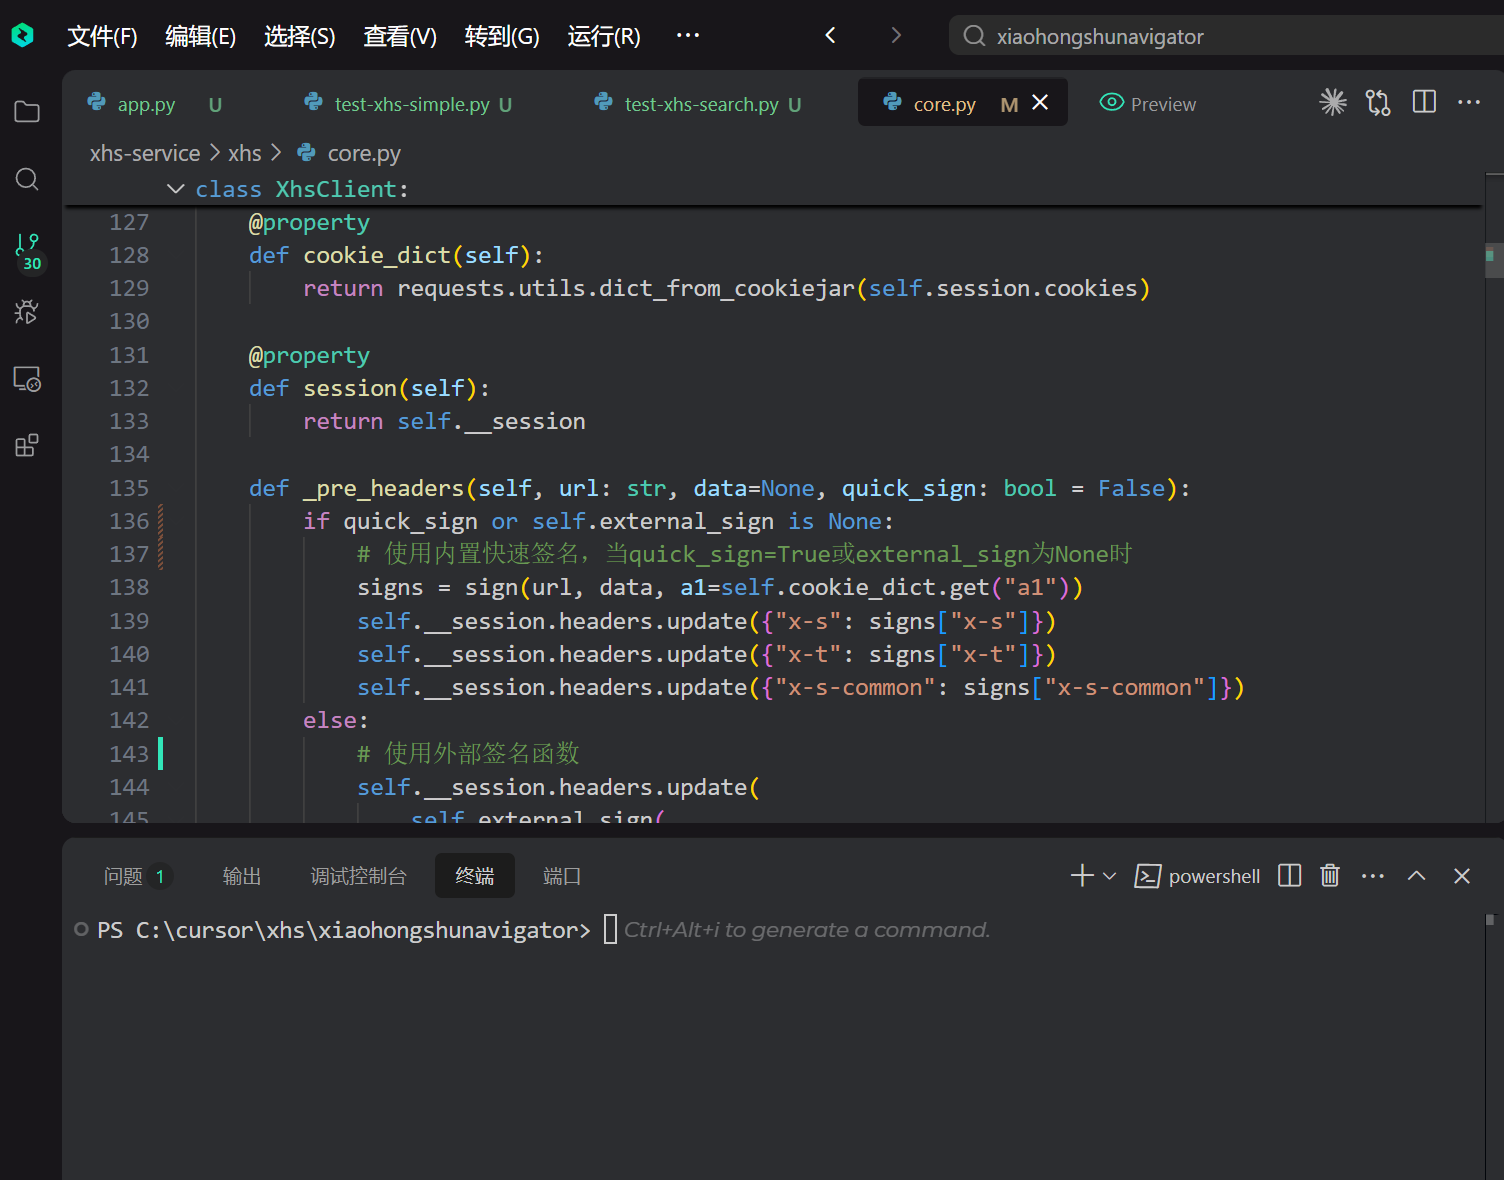 文件(F) 编辑(E) 选择(S) 查看(V) 转到(G) 运行(R) ··· xiaohongshunavigator
app.py U test-xhs-simple.py U test-xhs-search.py U core.py M Preview
xhs-service > xhs > core.py
class XhsClient:
127 @property
128 def cookie_dict(self):
129 return requests.utils.dict_from_cookiejar(self.session.cookies)
130
131 @property
132 def session(self):
133 return self.__session
134
135 def _pre_headers(self, url: str, data=None, quick_sign: bool = False):
136 if quick_sign or self.external_sign is None:
137 # 使用内置快速签名，当quick_sign=True或external_sign为None时
138 signs = sign(url, data, a1=self.cookie_dict.get("a1"))
139 self.__session.headers.update({"x-s": signs["x-s"]})
140 self.__session.headers.update({"x-t": signs["x-t"]})
141 self.__session.headers.update({"x-s-common": signs["x-s-common"]})
142 else:
143 # 使用外部签名函数
144 self.__session.headers.update(
145 self.external_sign(
30
问题 1 输出 调试控制台 终端 端口 powershell
PS C:\cursor\xhs\xiaohongshunavigator> Ctrl+Alt+i to generate a command.